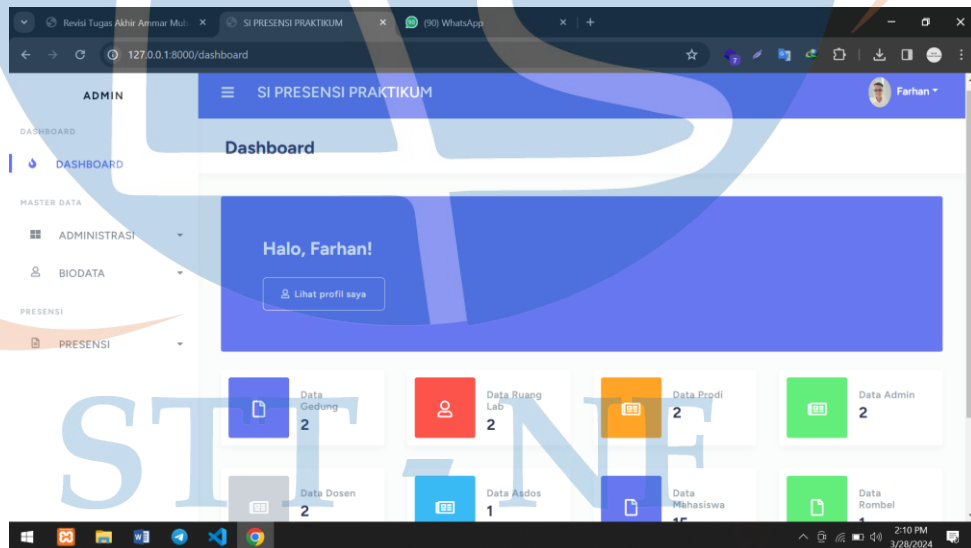 Revisi Tugas Akhir Ammar Mub
SI PRESENSI PRAKTIKUM
(90) WhatsApp
127.0.0.1:8000/dashboard
7
ADMIN
SI PRESENSI PRAKTIKUM
Farhan
DASHBOARD
DASHBOARD
Dashboard
MASTER DATA
ADMINISTRASI
BIODATA
Halo, Farhan!
Lihat profil saya
PRESENSI
PRESENSI
Data Gedung
2
Data Ruang Lab
2
Data Prodi
2
Data Admin
2
Data Dosen
2
Data Asdos
1
Data Mahasiswa
15
Data Rombel
STT - NF
2:10 PM
3/28/2024